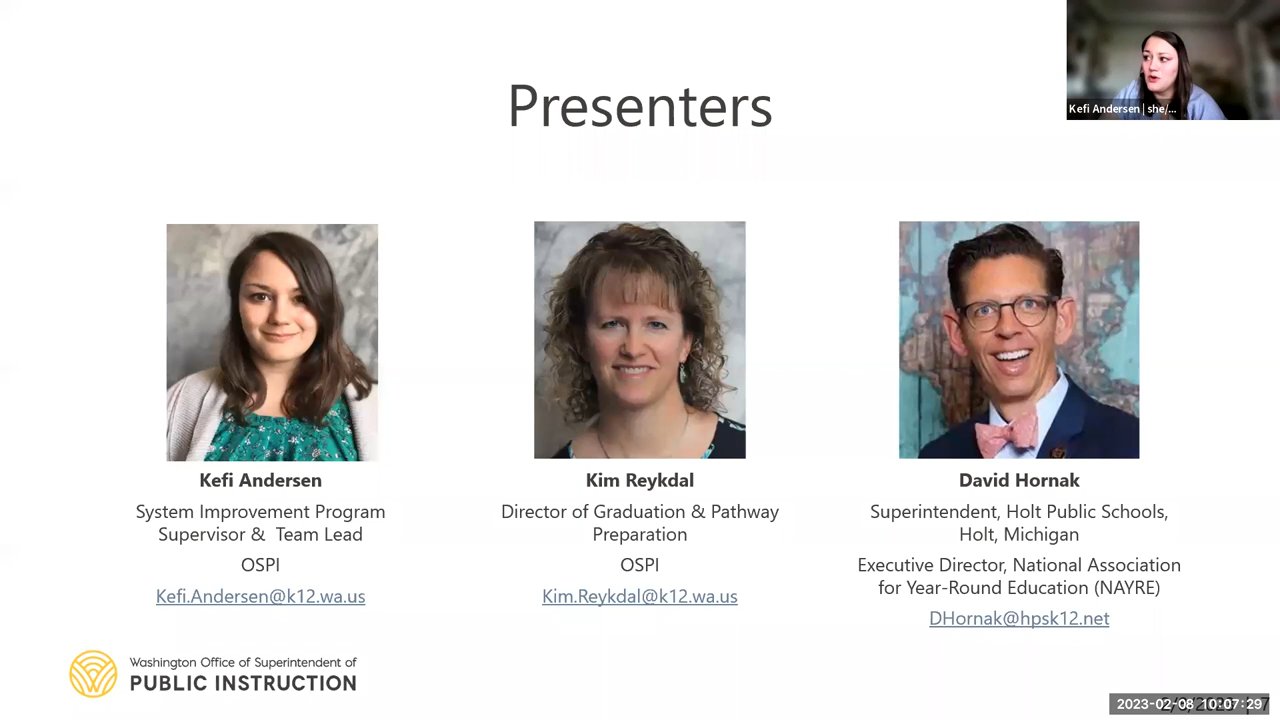 Presenters
Kefi Andersen | she/...
Kefi Andersen
System Improvement Program
Supervisor &  Team Lead
OSPI
Kefi.Andersen@k12.wa.us
Kim Reykdal
Director of Graduation & Pathway
Preparation
OSPI
Kim.Reykdal@k12.wa.us
David Hornak
Superintendent, Holt Public Schools,
Holt, Michigan
Executive Director, National Association
for Year-Round Education (NAYRE)
DHornak@hpsk12.net
Washington Office of Superintendent of
PUBLIC INSTRUCTION
2023-02-08 10:07:29